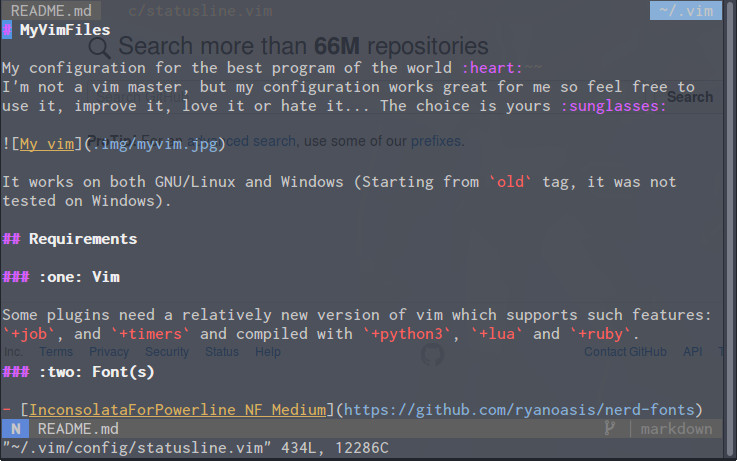 README.md c/statusline.vim ~/.vim
# MyVimFiles
Search more than 66M repositories
My configuration for the best program of the world :heart:~~
I'm not a vim master, but my configuration works great for me so feel free to
use it, improve it, love it or hate it... The choice is yours :sunglasses:
Search
![My vim](.img/myvim.jpg)
ProTip! For an advanced search, use some of our prefixes.
It works on both GNU/Linux and Windows (Starting from `old` tag, it was not
tested on Windows).
## Requirements
### :one: Vim
Some plugins need a relatively new version of vim which supports such features:
`+job`, and `+timers` and compiled with `+python3`, `+lua` and `+ruby`.
Inc. Terms Privacy Security Status Help Contact GitHub API T
### :two: Font(s)
- [InconsolataForPowerline NF Medium](https://github.com/ryanoasis/nerd-fonts)
N README.md | markdown
"~/.vim/config/statusline.vim" 434L, 12286C